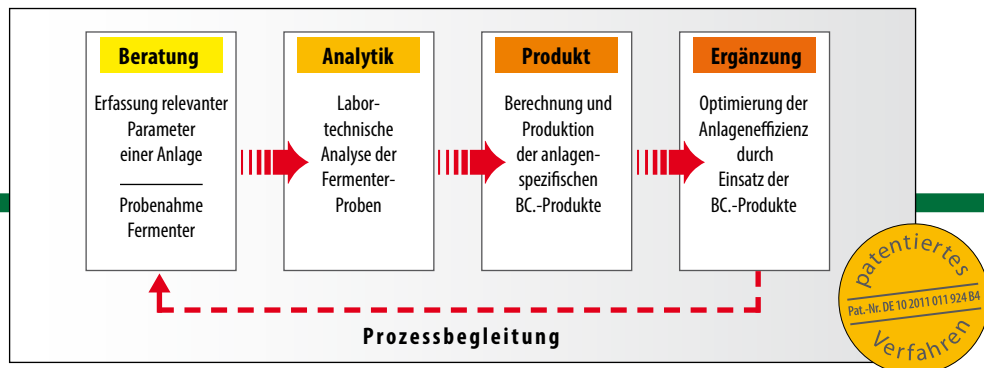 Beratung
Erfassung relevanter
Parameter
einer Anlage
Probenahme
Fermenter
Analytik
Labor-
technische
Analyse der
Fermenter-
Proben
Produkt
Berechnung und
Produktion
der anlagen-
spezifischen
BC.-Produkte
Ergänzung
Optimierung der
Anlageneffizienz
durch
Einsatz der
BC.-Produkte
Prozessbegleitung
patentiertes
Pat.-Nr. DE 10 2011 011 924 B4
Verfahren